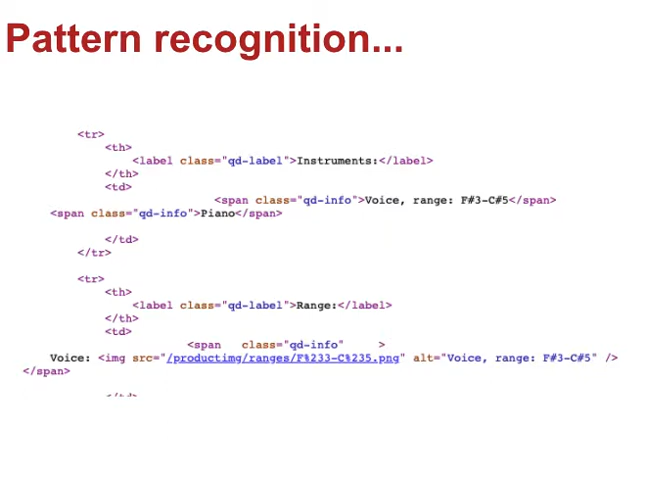 Pattern recognition...
<tr>
<th>
<label class="qd-label">Instruments:</label>
</th>
<td>
<span class="qd-info">Voice, range: F#3-C#5</span>
<span class="qd-info">Piano</span>
</td>
</tr>
<tr>
<th>
<label class="qd-label">Range:</label>
</th>
<td>
<span class="qd-info" >
Voice: <img src="/productimg/ranges/F%233-C%235.png" alt="Voice, range: F#3-C#5" />
</span>